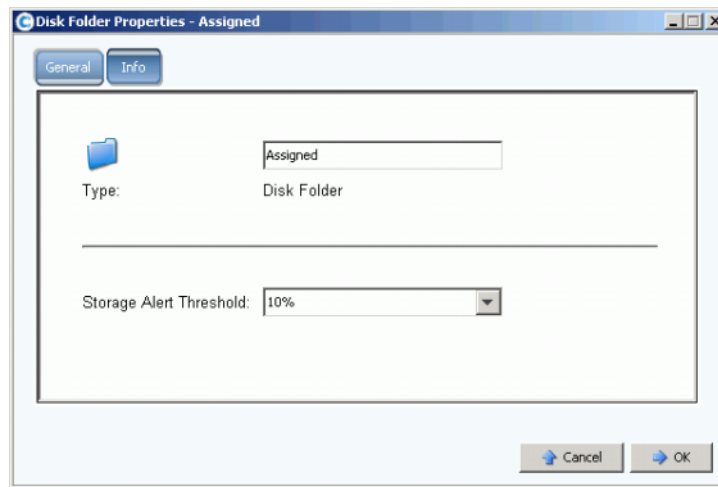 Disk Folder Properties - Assigned
General Info
Assigned
Type: Disk Folder
Storage Alert Threshold: 10%
Cancel OK